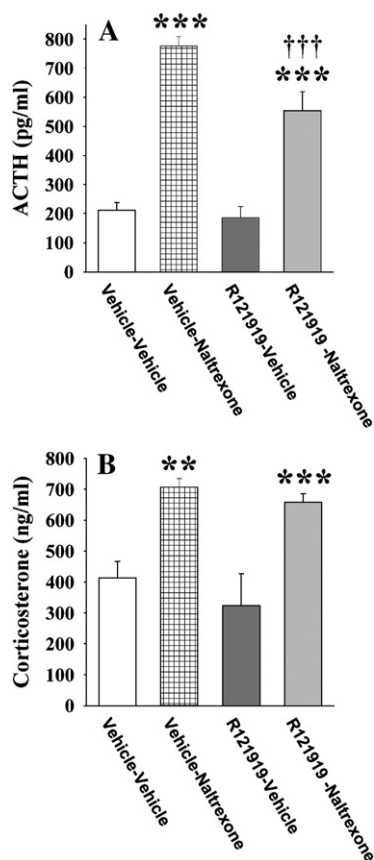 A
***
†††
***
800
700
600
500
400
300
200
100
0
ACTH (pg/ml)
Vehicle-Vehicle
Vehicle-Naltrexone
R121919-Vehicle
R121919 -Naltrexone
B
**
***
800
700
600
500
400
300
200
100
0
Corticosterone (ng/ml)
Vehicle-Vehicle
Vehicle-Naltrexone
R121919-Vehicle
R121919 -Naltrexone